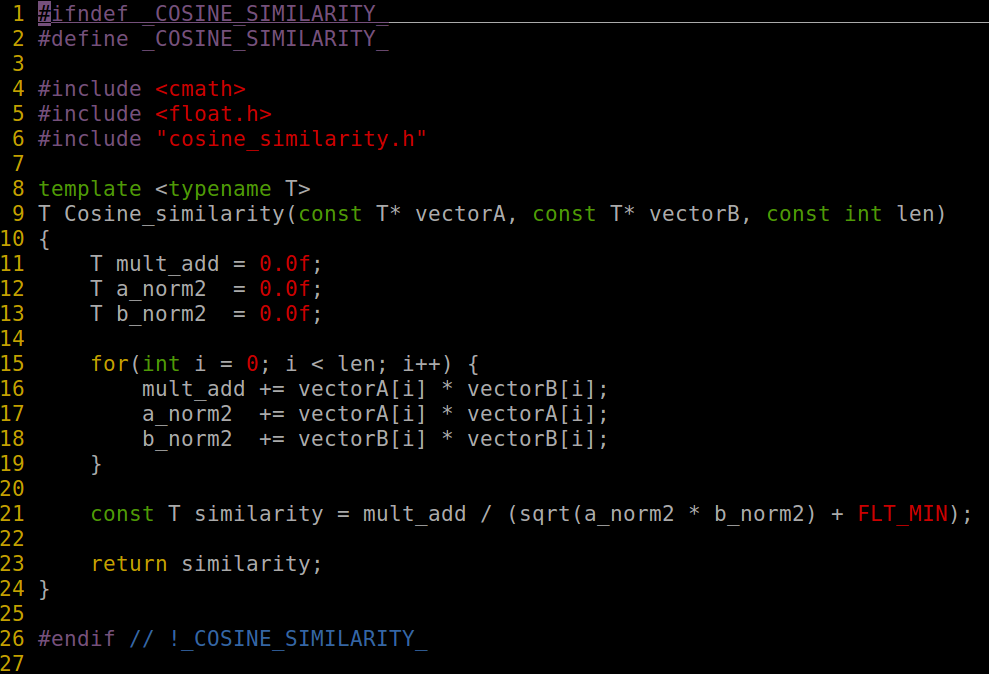 1 #ifndef _COSINE_SIMILARITY_
2 #define _COSINE_SIMILARITY_
3
4 #include <cmath>
5 #include <float.h>
6 #include "cosine_similarity.h"
7
8 template <typename T>
9 T Cosine_similarity(const T* vectorA, const T* vectorB, const int len)
10 {
11     T mult_add = 0.0f;
12     T a_norm2  = 0.0f;
13     T b_norm2  = 0.0f;
14
15     for(int i = 0; i < len; i++) {
16         mult_add += vectorA[i] * vectorB[i];
17         a_norm2  += vectorA[i] * vectorA[i];
18         b_norm2  += vectorB[i] * vectorB[i];
19     }
20
21     const T similarity = mult_add / (sqrt(a_norm2 * b_norm2) + FLT_MIN);
22
23     return similarity;
24 }
25
26 #endif // !_COSINE_SIMILARITY_
27